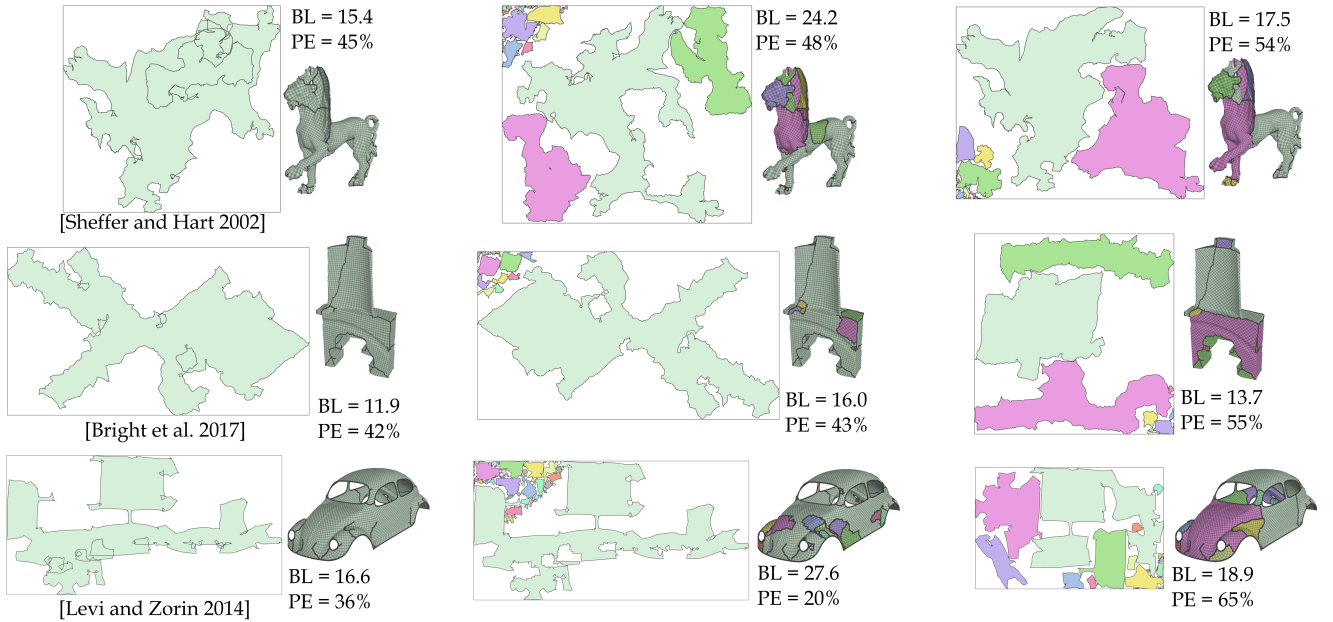 BL = 15.4
PE = 45%
BL = 24.2
PE = 48%
BL = 17.5
PE = 54%
[Sheffer and Hart 2002]
BL = 11.9
PE = 42%
BL = 16.0
PE = 43%
BL = 13.7
PE = 55%
[Bright et al. 2017]
BL = 16.6
PE = 36%
BL = 27.6
PE = 20%
BL = 18.9
PE = 65%
[Levi and Zorin 2014]